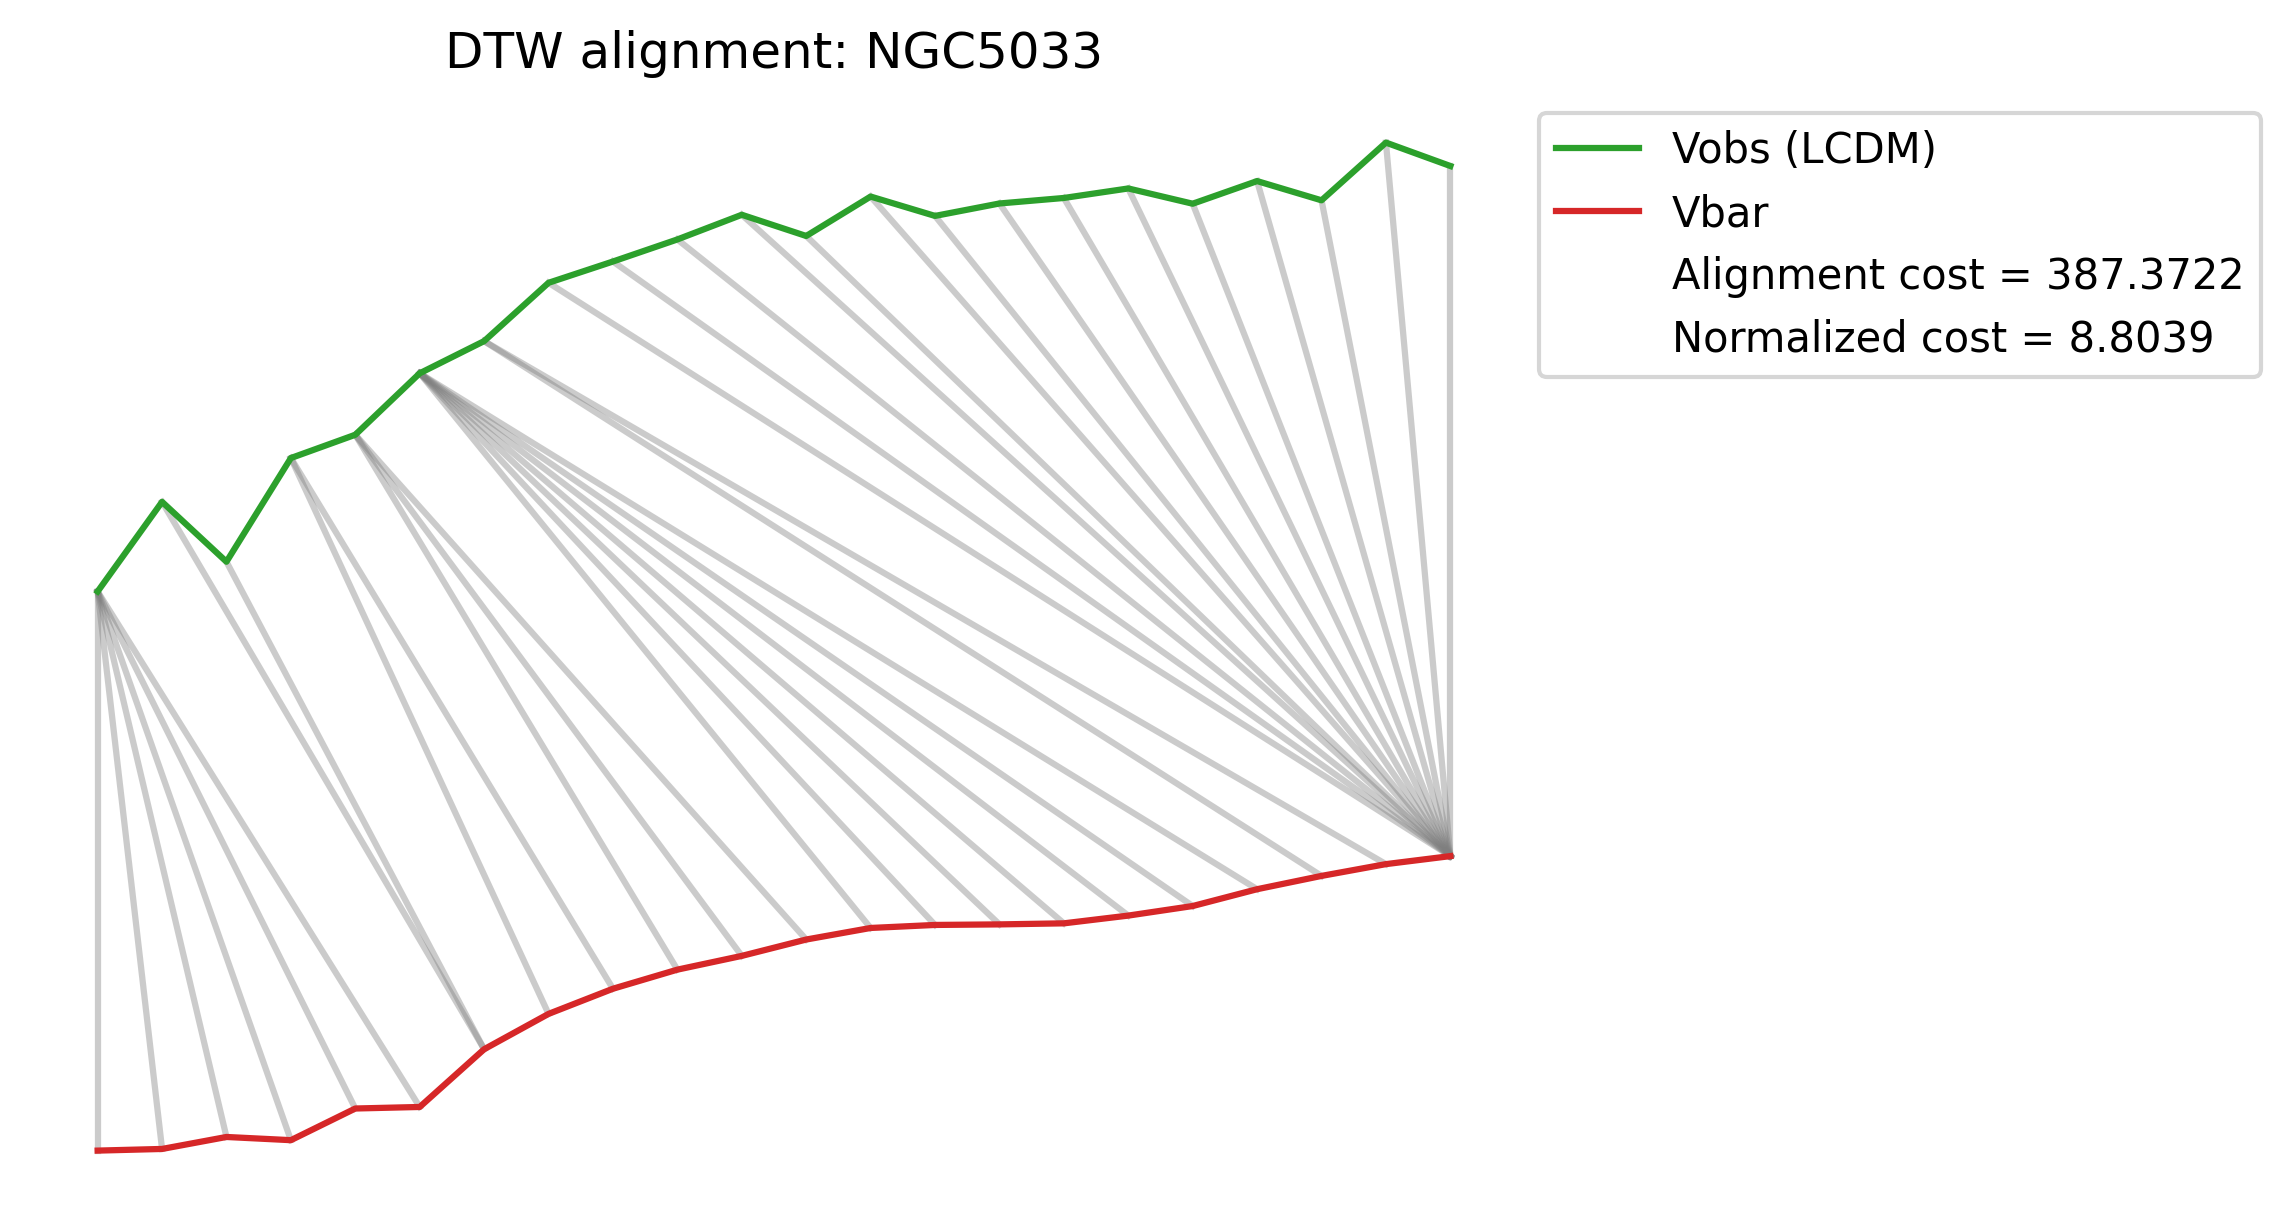 DTW alignment: NGC5033
Vobs (LCDM)
Vbar
Alignment cost = 387.3722
Normalized cost = 8.8039